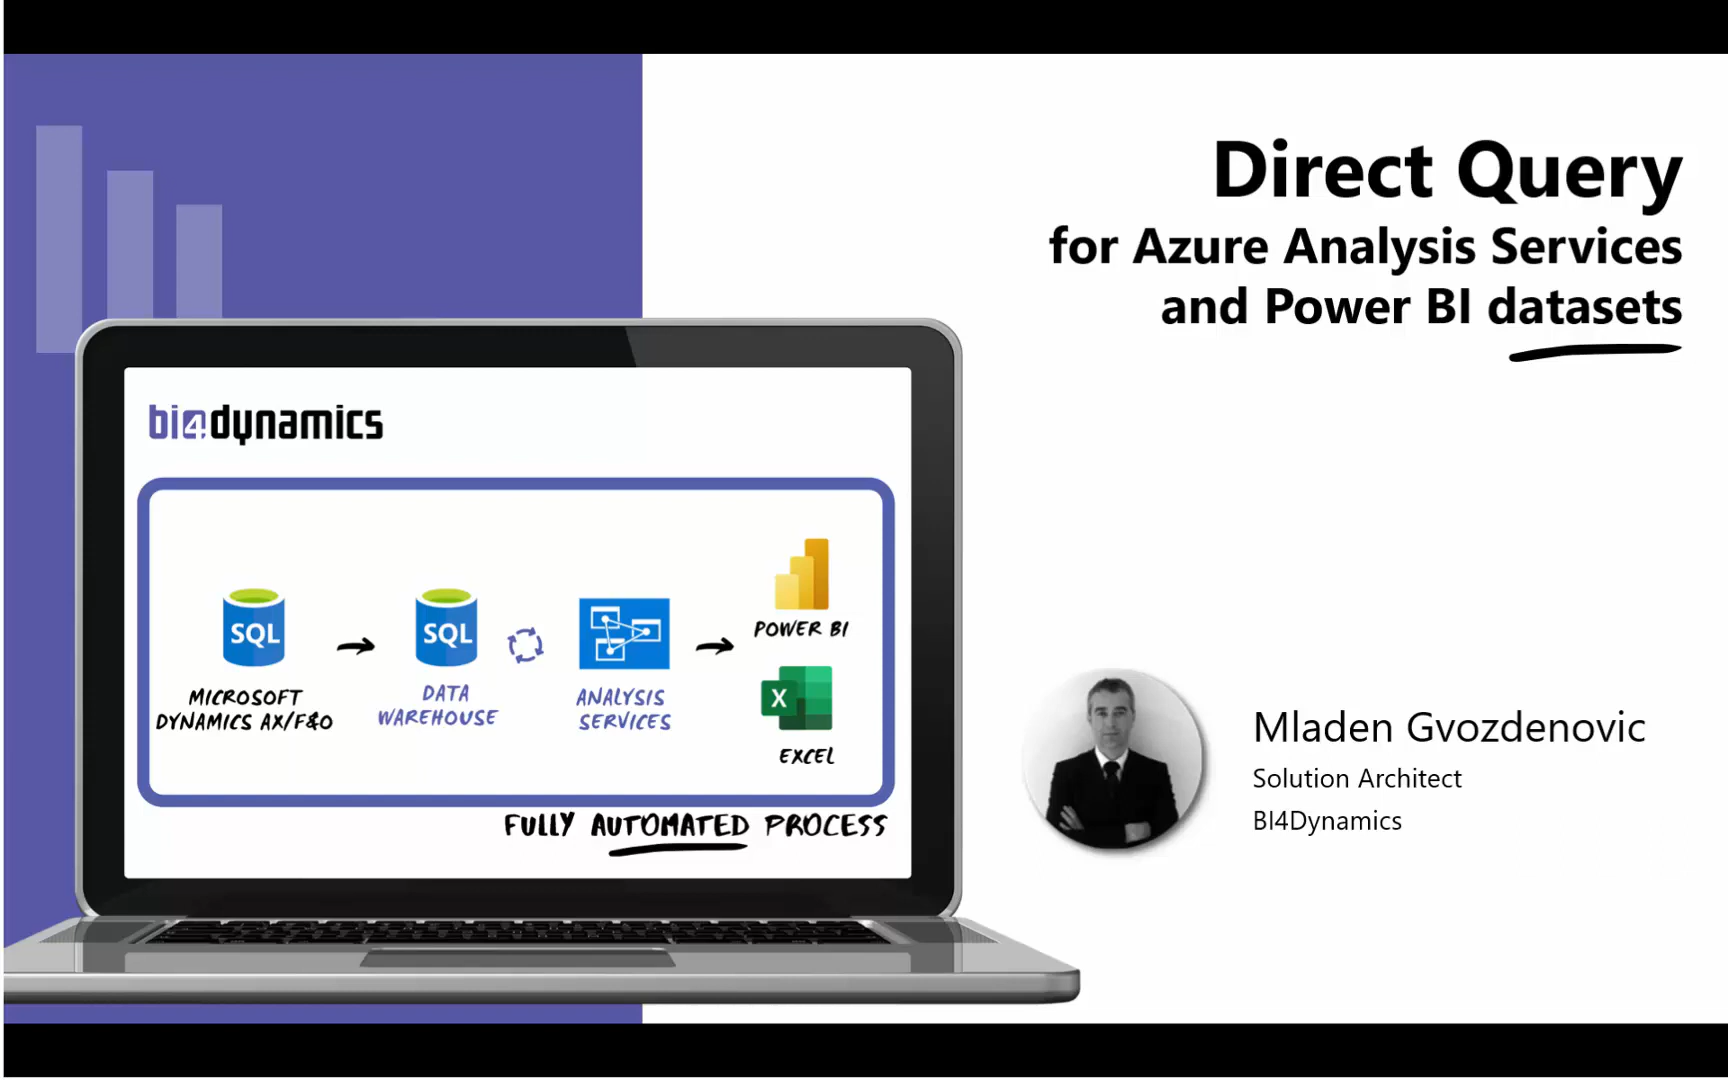 Direct Query
for Azure Analysis Services
and Power BI datasets
bi4dynamics
SQL
MICROSOFT
DYNAMICS AX/F&O
SQL
DATA
WAREHOUSE
ANALYSIS
SERVICES
POWER BI
X
EXCEL
FULLY AUTOMATED PROCESS
Mladen Gvozdenovic
Solution Architect
BI4Dynamics